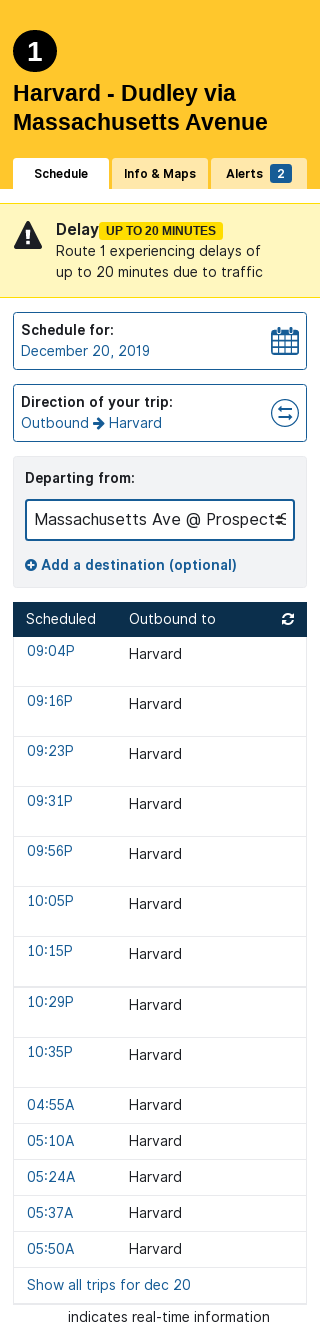 1
Harvard - Dudley via
Massachusetts Avenue
Schedule Info & Maps Alerts 2
Delay UP TO 20 MINUTES
Route 1 experiencing delays of
up to 20 minutes due to traffic
Schedule for:
December 20, 2019
Direction of your trip:
Outbound Harvard
Departing from:
Massachusetts Ave @ Prospect
Add a destination (optional)
Scheduled Outbound to
09:04P Harvard
09:16P Harvard
09:23P Harvard
09:31P Harvard
09:56P Harvard
10:05P Harvard
10:15P Harvard
10:29P Harvard
10:35P Harvard
04:55A Harvard
05:10A Harvard
05:24A Harvard
05:37A Harvard
05:50A Harvard
Show all trips for dec 20
indicates real-time information